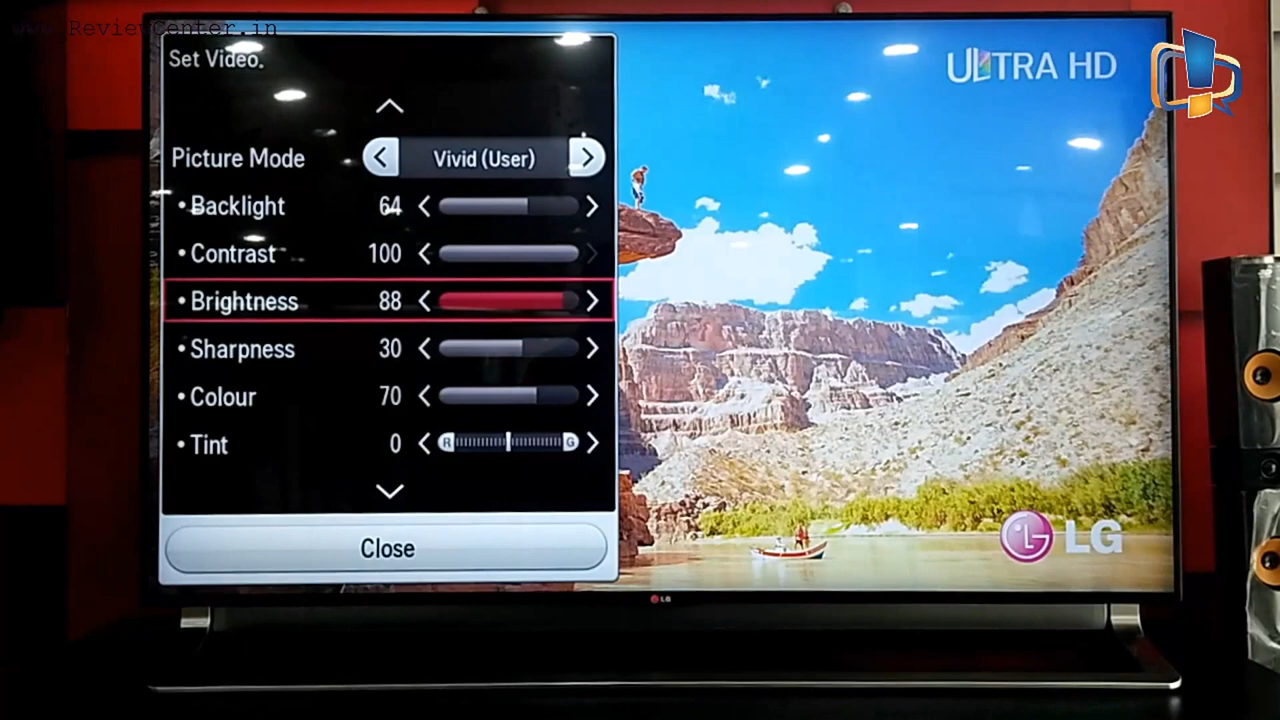 www.ReviewCenter.in
Set Video.
ULTRA HD
Picture Mode Vivid (User)
• Backlight 64
• Contrast 100
• Brightness 88
• Sharpness 30
• Colour 70
• Tint 0 R G
Close
LG
LG